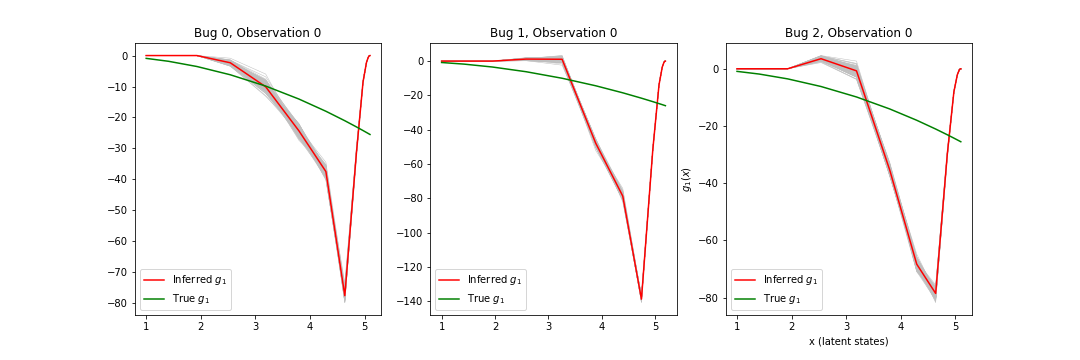 Bug 0, Observation 0
0
−10
−20
−30
−40
−50
−60
−70
−80
1 2 3 4 5
Inferred g₁
True g₁
Bug 1, Observation 0
0
−20
−40
−60
−80
−100
−120
−140
1 2 3 4 5
Inferred g₁
True g₁
Bug 2, Observation 0
g₁(x)
0
−20
−40
−60
−80
1 2 3 4 5
x (latent states)
Inferred g₁
True g₁